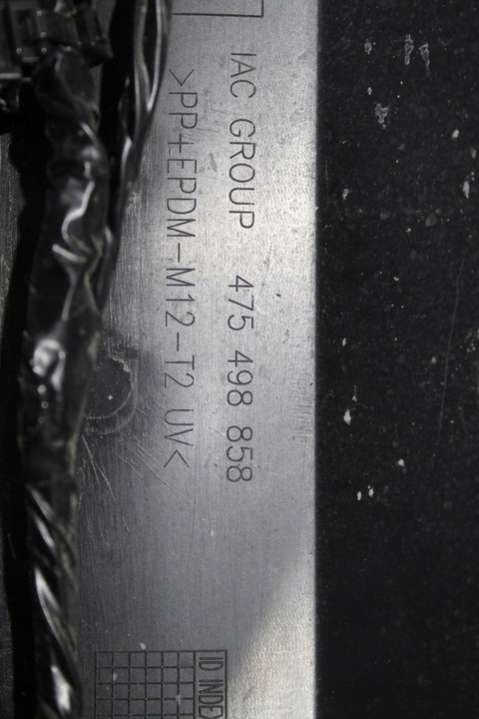 IAC GROUP 475 498 858
>PP+EPDM-M12-T2 UV<
ID INDEX